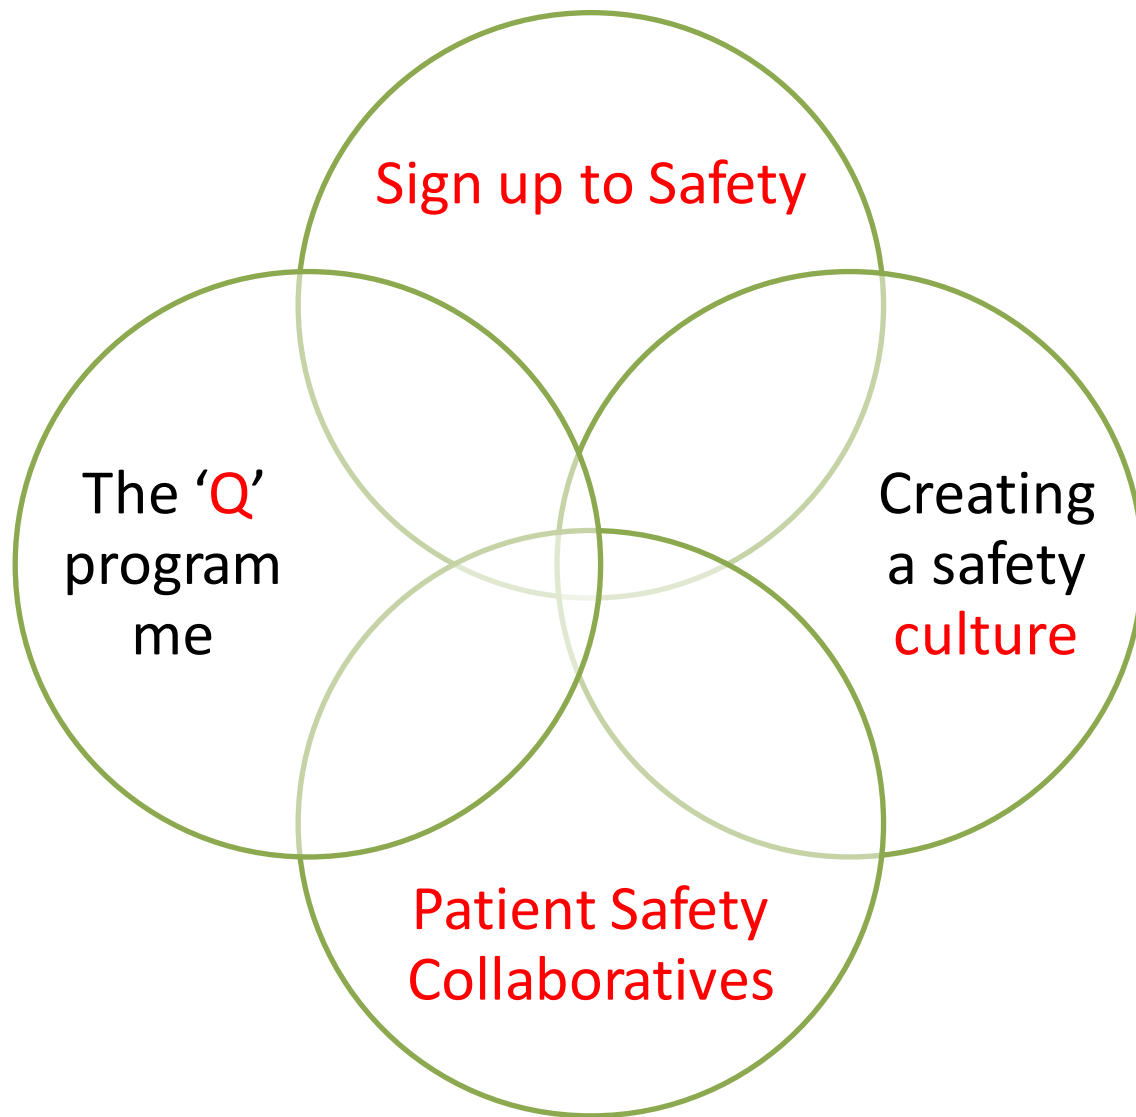 Sign up to Safety
The ‘Q’
program
me
Creating
a safety
culture
Patient Safety
Collaboratives